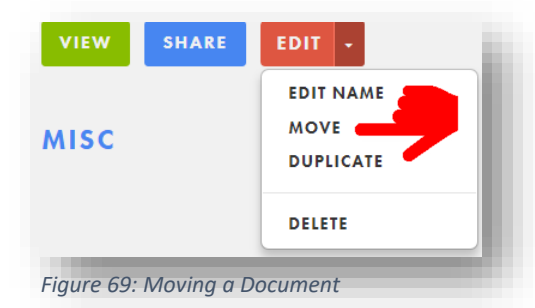 VIEW SHARE EDIT
EDIT NAME
MOVE
MISC
DUPLICATE
DELETE
Figure 69: Moving a Document